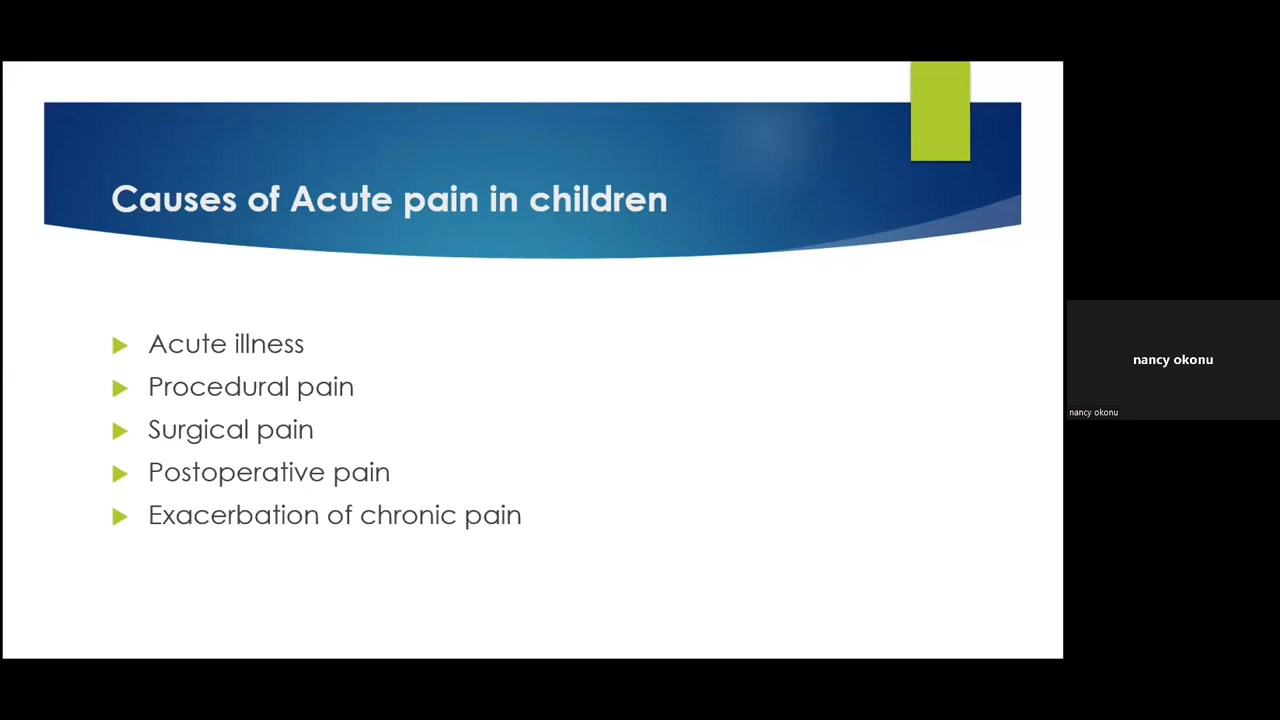 Causes of Acute pain in children
Acute illness
Procedural pain
Surgical pain
Postoperative pain
Exacerbation of chronic pain
nancy okonu
nancy okonu